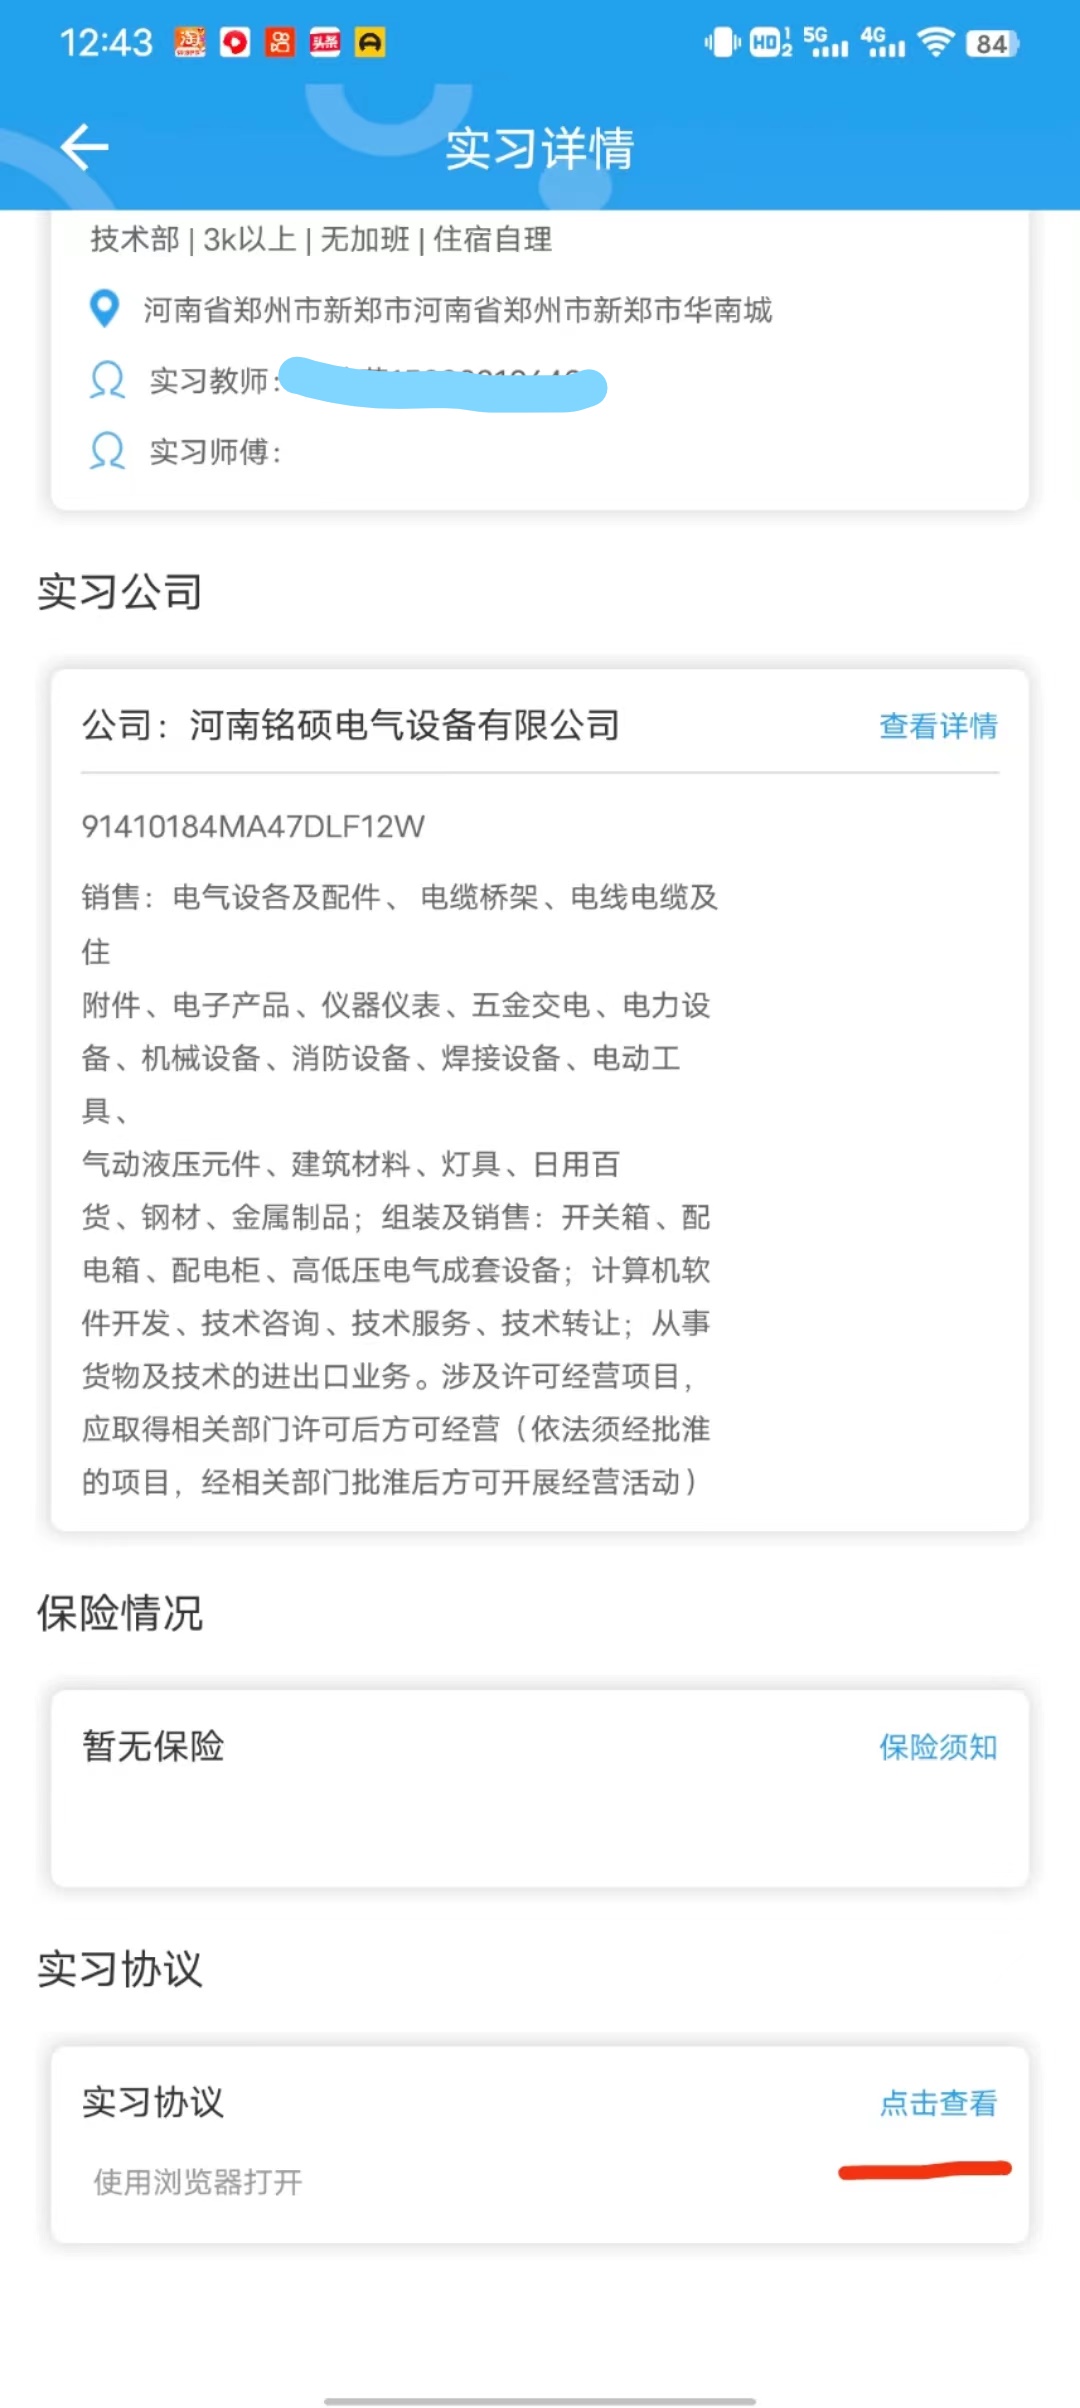 12:43
淘
头条
HD 1 2 5G 4G 84
实习详情
技术部 | 3k以上 | 无加班 | 住宿自理
河南省郑州市新郑市河南省郑州市新郑市华南城
实习教师:
实习师傅:
实习公司
公司：河南铭硕电气设备有限公司 查看详情
91410184MA47DLF12W
销售：电气设各及配件、 电缆桥架、电线电缆及
住
附件、电子产品、仪器仪表、五金交电、电力设
备、机械设备、消防设备、焊接设备、电动工
具、
气动液压元件、建筑材料、灯具、日用百
货、钢材、金属制品；组装及销售：开关箱、配
电箱、配电柜、高低压电气成套设备；计算机软
件开发、技术咨询、技术服务、技术转让；从事
货物及技术的进出口业务。涉及许可经营项目，
应取得相关部门许可后方可经营（依法须经批准
的项目，经相关部门批准后方可开展经营活动）
保险情况
暂无保险 保险须知
实习协议
实习协议 点击查看
使用浏览器打开